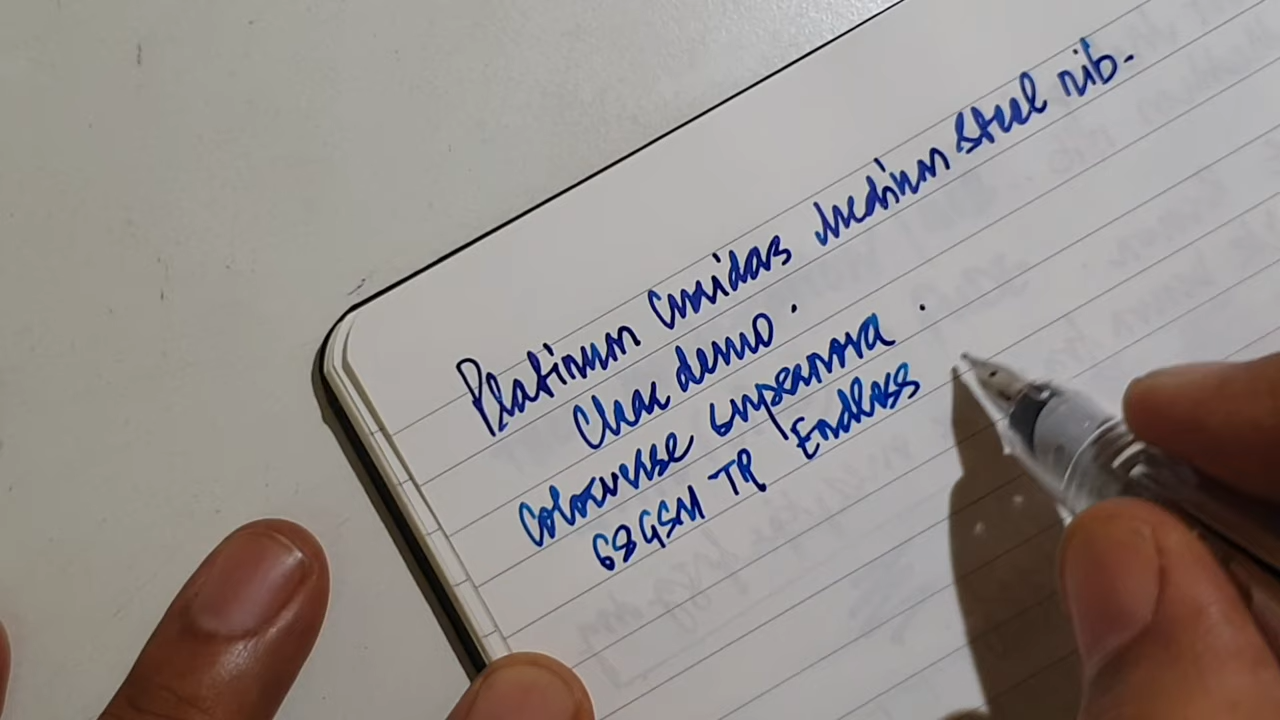 Platinum Curidas Medium Steel nib.
Clear demo.
Colorverse supernova.
68GSM TR Endless